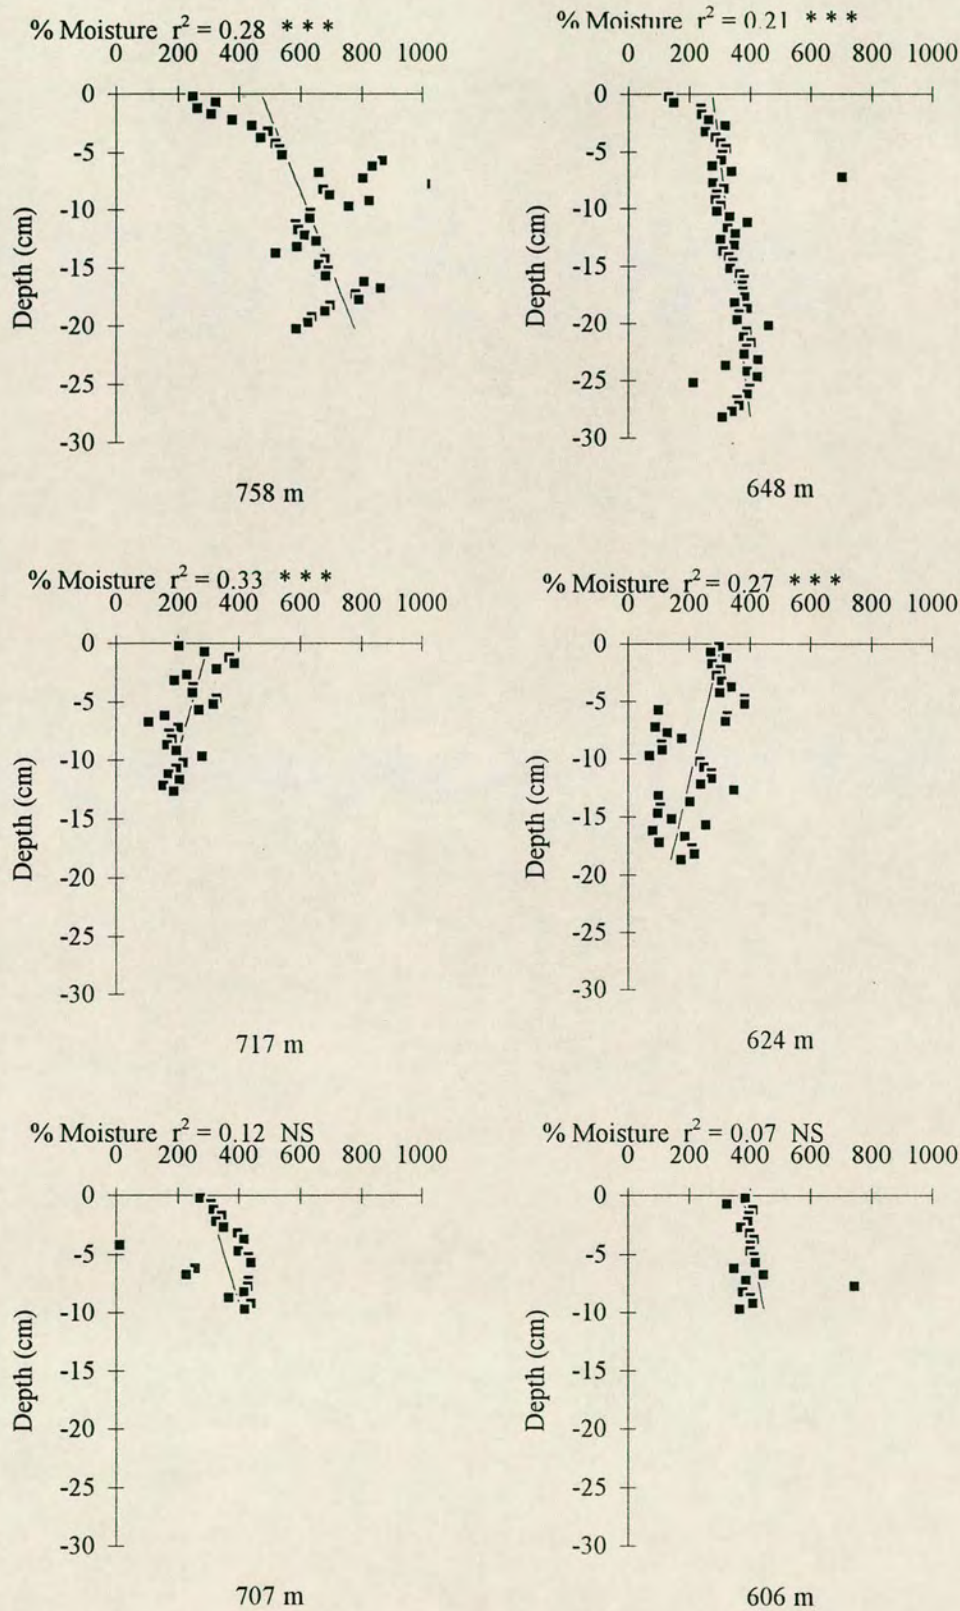 % Moisture r² = 0.28 ***
0 200 400 600 800 1000
0
-5
-10
-15
-20
-25
-30
Depth (cm)
758 m
% Moisture r² = 0.21 ***
0 200 400 600 800 1000
0
-5
-10
-15
-20
-25
-30
Depth (cm)
648 m
% Moisture r² = 0.33 ***
0 200 400 600 800 1000
0
-5
-10
-15
-20
-25
-30
Depth (cm)
717 m
% Moisture r² = 0.27 ***
0 200 400 600 800 1000
0
-5
-10
-15
-20
-25
-30
Depth (cm)
624 m
% Moisture r² = 0.12 NS
0 200 400 600 800 1000
0
-5
-10
-15
-20
-25
-30
Depth (cm)
707 m
% Moisture r² = 0.07 NS
0 200 400 600 800 1000
0
-5
-10
-15
-20
-25
-30
Depth (cm)
606 m